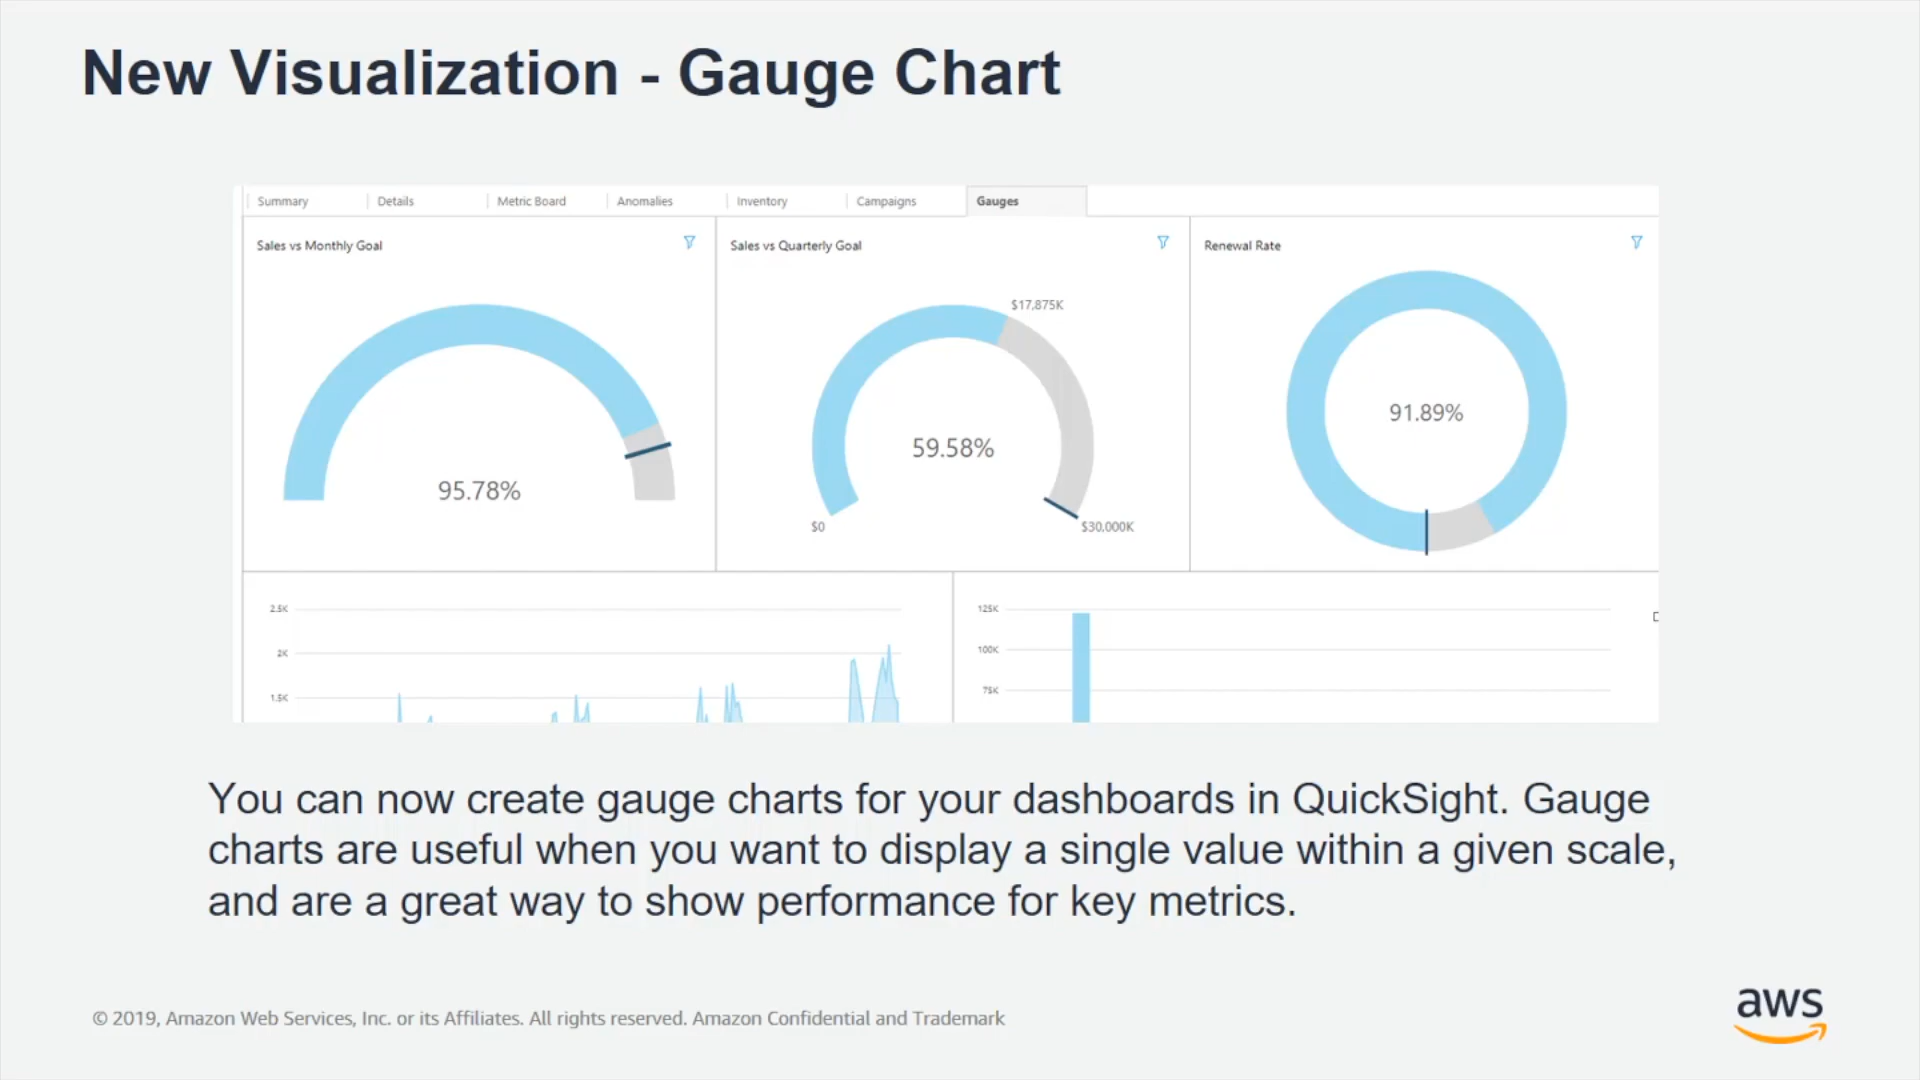 New Visualization - Gauge Chart
Summary
Details
Metric Board
Anomalies
Inventory
Campaigns
Gauges
Sales vs Monthly Goal
Sales vs Quarterly Goal
Renewal Rate
$17,875K
91.89%
59.58%
95.78%
$0
$30,000K
2.5K
2K
1.5K
125K
100K
75K
You can now create gauge charts for your dashboards in QuickSight. Gauge
charts are useful when you want to display a single value within a given scale,
and are a great way to show performance for key metrics.
© 2019, Amazon Web Services, Inc. or its Affiliates. All rights reserved. Amazon Confidential and Trademark
aws